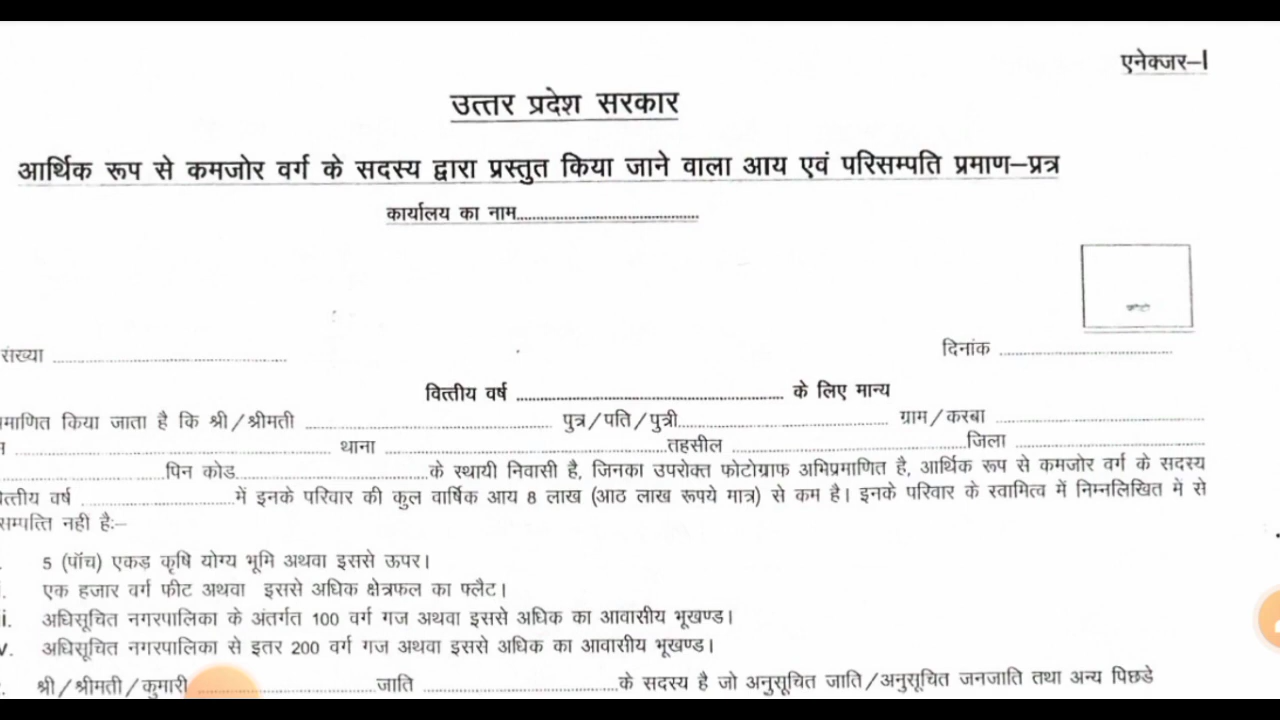 एनेक्जर–I
उत्तर प्रदेश सरकार
आर्थिक रूप से कमजोर वर्ग के सदस्य द्वारा प्रस्तुत किया जाने वाला आय एवं परिसम्पति प्रमाण–प्रत्र
कार्यालय का नाम..............................................
फोटो
संख्या ..............................................
दिनांक ..............................................
वित्तीय वर्ष .............................................. के लिए मान्य
माणित किया जाता है कि श्री/श्रीमती .............................................. पुत्र/पति/पुत्री.............................................. ग्राम/करबा ..............................................
.............................................. थाना ..............................................तहसील ..............................................जिला ..............................................
..............................पिन कोड..............................के स्थायी निवासी है, जिनका उपरोक्त फोटोग्राफ अभिप्रमाणित है, आर्थिक रूप से कमजोर वर्ग के सदस्य
त्तीय वर्ष ..............................में इनके परिवार की कुल वार्षिक आय 8 लाख (आठ लाख रूपये मात्र) से कम है। इनके परिवार के स्वामित्व में निम्नलिखित में से
सम्पत्ति नही है:–
. 5 (पॉच) एकड़ कृषि योग्य भूमि अथवा इससे ऊपर।
i. एक हजार वर्ग फीट अथवा इससे अधिक क्षेत्रफल का फ्लैट।
ii. अधिसूचित नगरपालिका के अंतर्गत 100 वर्ग गज अथवा इससे अधिक का आवासीय भूखण्ड।
v. अधिसूचित नगरपालिका से इतर 200 वर्ग गज अथवा इससे अधिक का आवासीय भूखण्ड।
. श्री/श्रीमती/कुमारी ..............................जाति ..............................के सदस्य है जो अनुसूचित जाति/अनुसूचित जनजाति तथा अन्य पिछडे